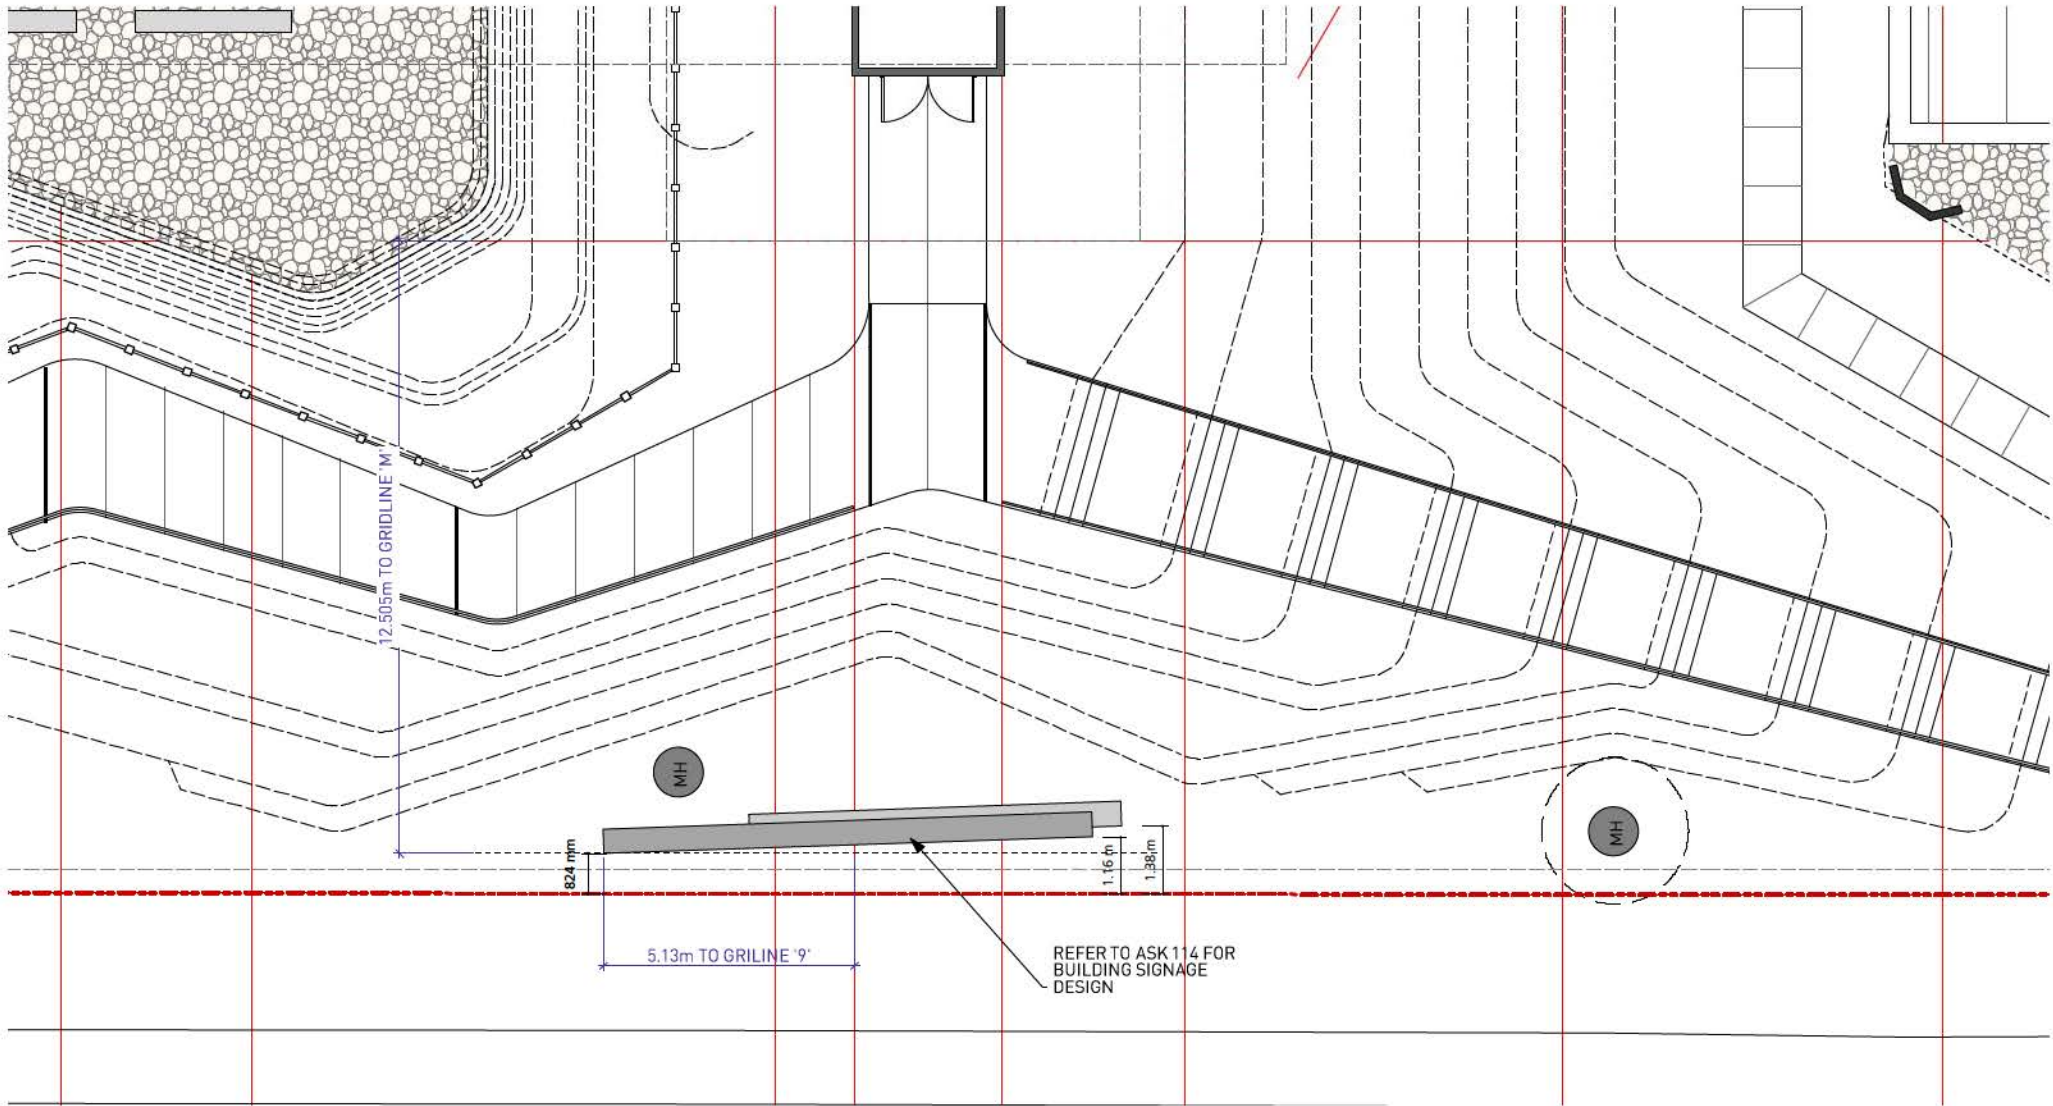 12.505m TO GRIDLINE 'M'
MH
MH
824 mm
1.16 m
1.38 m
5.13m TO GRILINE '9'
REFER TO ASK 114 FOR
BUILDING SIGNAGE
DESIGN